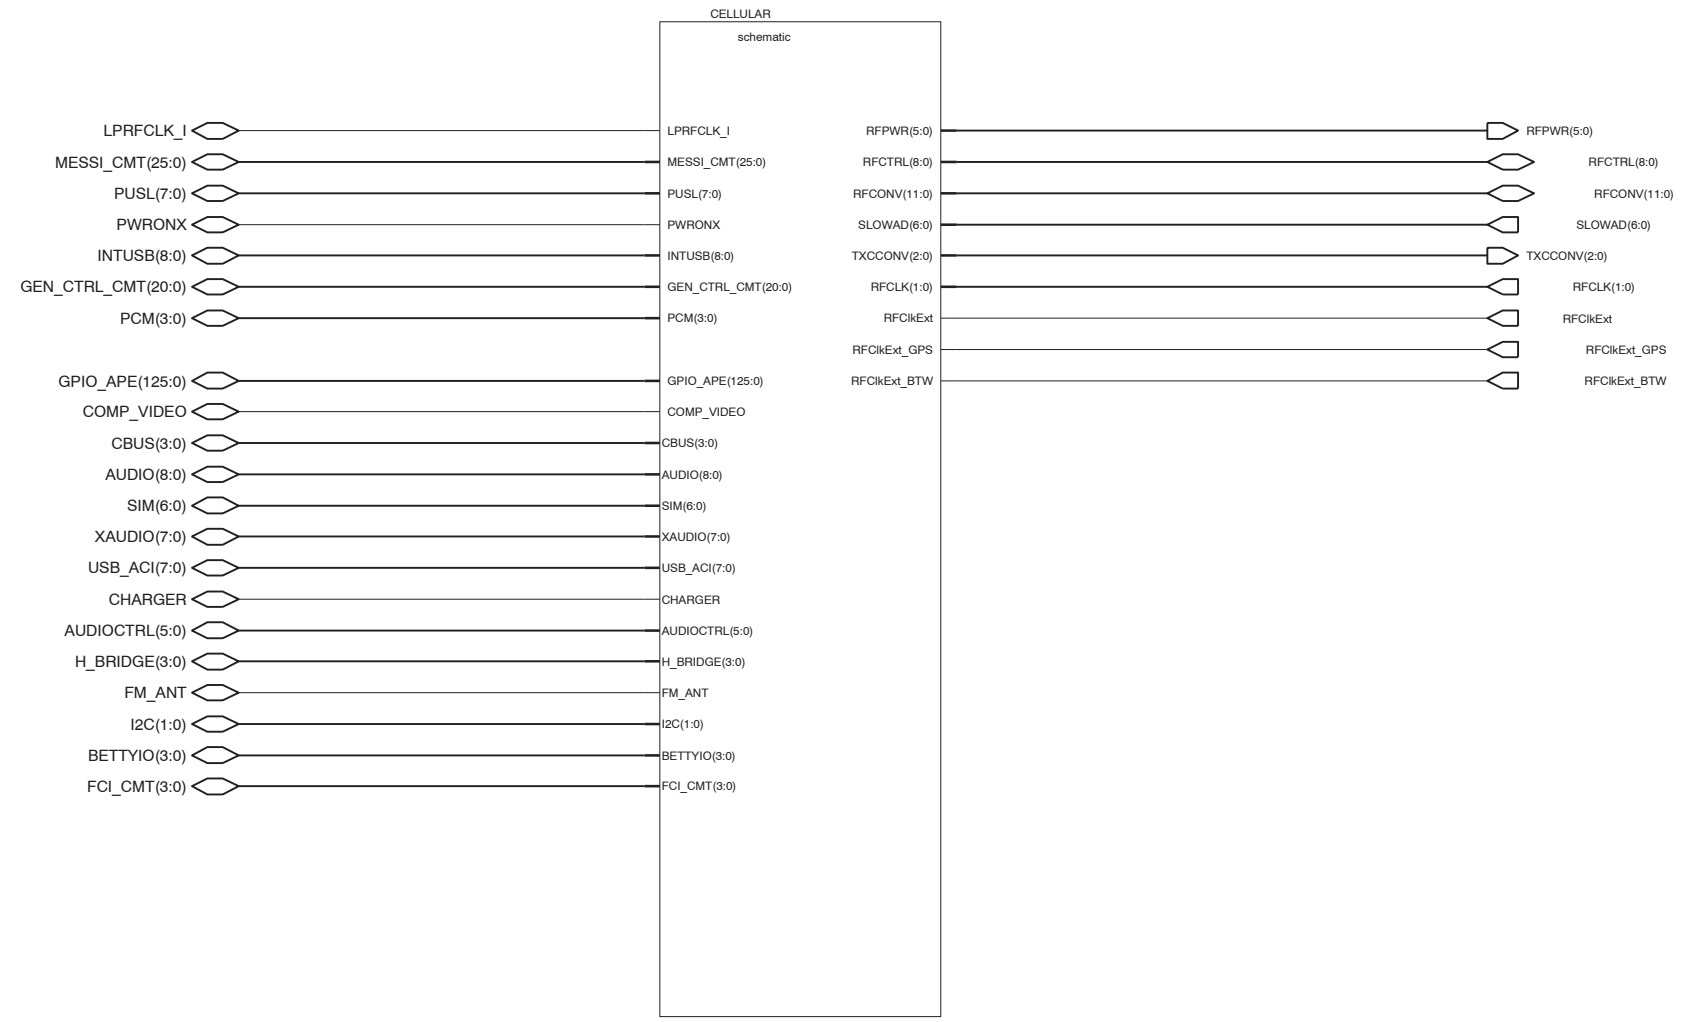 CELLULAR
schematic
LPRFCLK_I LPRFCLK_I RFPWR(5:0) RFPWR(5:0)
MESSI_CMT(25:0) MESSI_CMT(25:0) RFCTRL(8:0) RFCTRL(8:0)
PUSL(7:0) PUSL(7:0) RFCONV(11:0) RFCONV(11:0)
PWRONX PWRONX SLOWAD(6:0) SLOWAD(6:0)
INTUSB(8:0) INTUSB(8:0) TXCCONV(2:0) TXCCONV(2:0)
GEN_CTRL_CMT(20:0) GEN_CTRL_CMT(20:0) RFCLK(1:0) RFCLK(1:0)
PCM(3:0) PCM(3:0) RFClkExt RFClkExt
RFClkExt_GPS RFClkExt_GPS
GPIO_APE(125:0) GPIO_APE(125:0) RFClkExt_BTW RFClkExt_BTW
COMP_VIDEO COMP_VIDEO
CBUS(3:0) CBUS(3:0)
AUDIO(8:0) AUDIO(8:0)
SIM(6:0) SIM(6:0)
XAUDIO(7:0) XAUDIO(7:0)
USB_ACI(7:0) USB_ACI(7:0)
CHARGER CHARGER
AUDIOCTRL(5:0) AUDIOCTRL(5:0)
H_BRIDGE(3:0) H_BRIDGE(3:0)
FM_ANT FM_ANT
I2C(1:0) I2C(1:0)
BETTYIO(3:0) BETTYIO(3:0)
FCI_CMT(3:0) FCI_CMT(3:0)